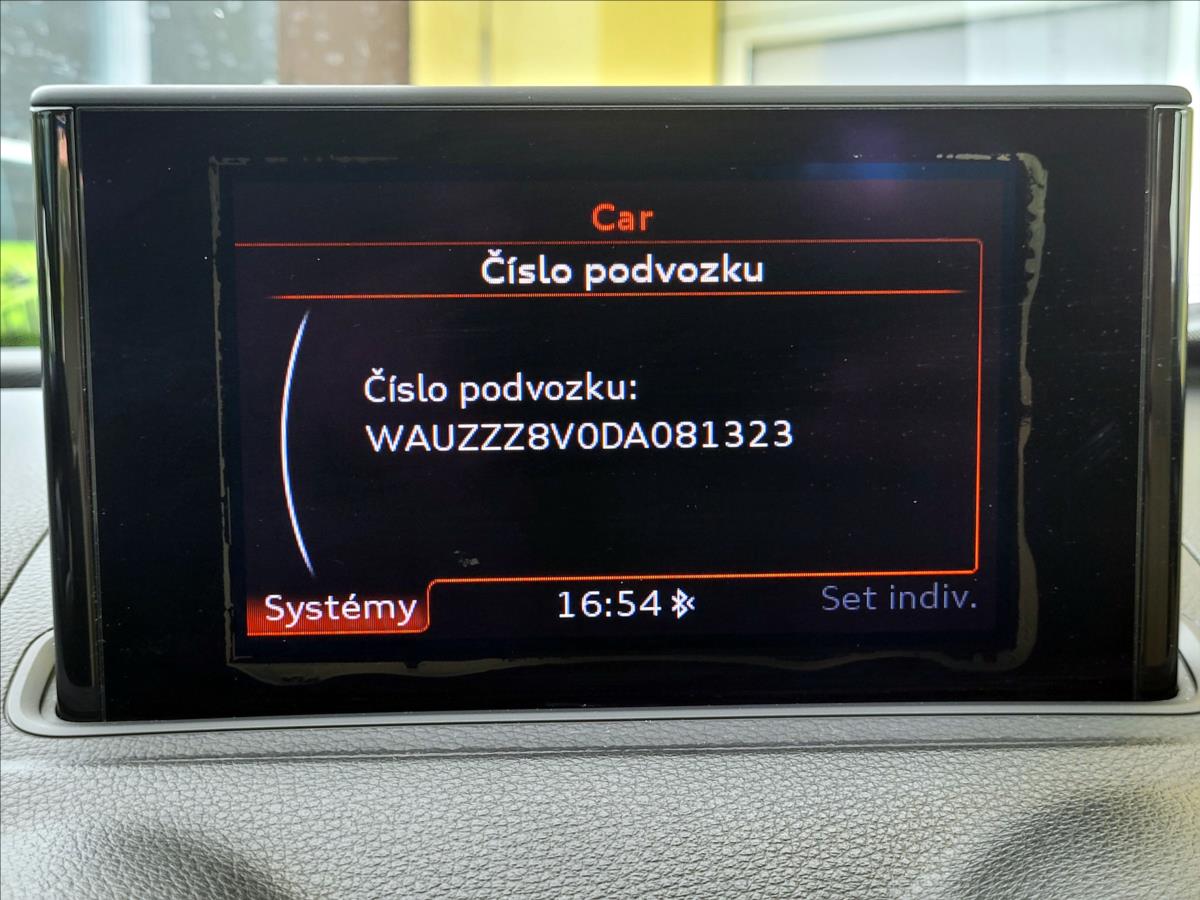 Car
Číslo podvozku
Číslo podvozku:
WAUZZZ8V0DA081323
Systémy
16:54
Set indiv.